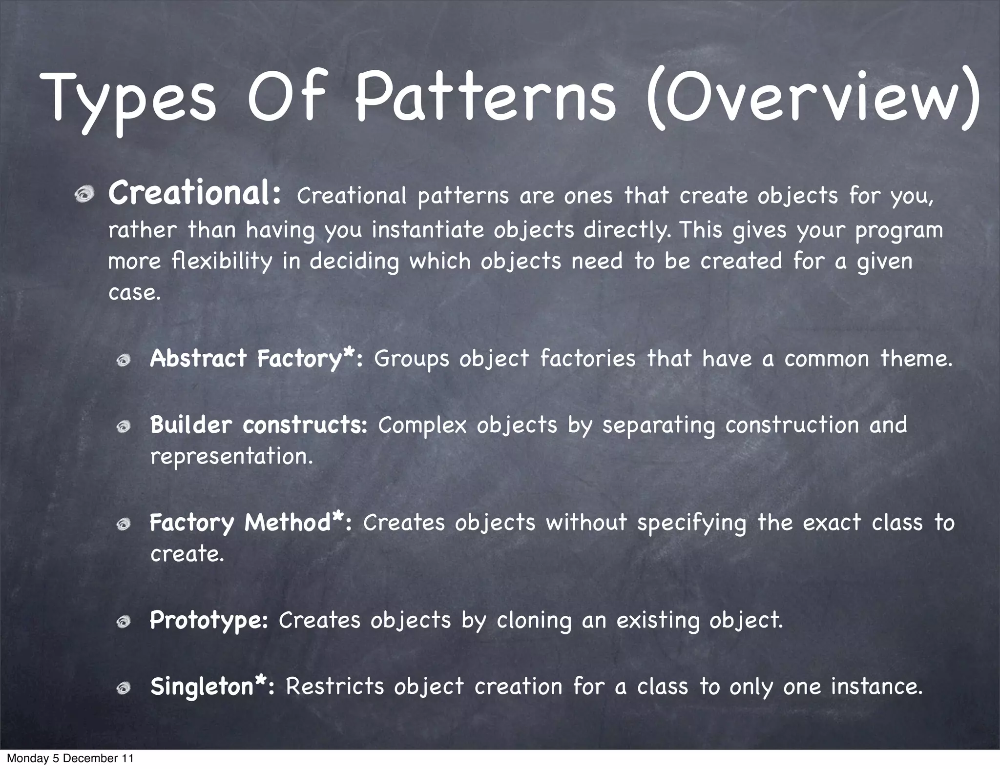 Types Of Patterns (Overview)
Creational: Creational patterns are ones that create objects for you,
rather than having you instantiate objects directly. This gives your program
more flexibility in deciding which objects need to be created for a given
case.
Abstract Factory*: Groups object factories that have a common theme.
Builder constructs: Complex objects by separating construction and
representation.
Factory Method*: Creates objects without specifying the exact class to
create.
Prototype: Creates objects by cloning an existing object.
Singleton*: Restricts object creation for a class to only one instance.
Monday 5 December 11